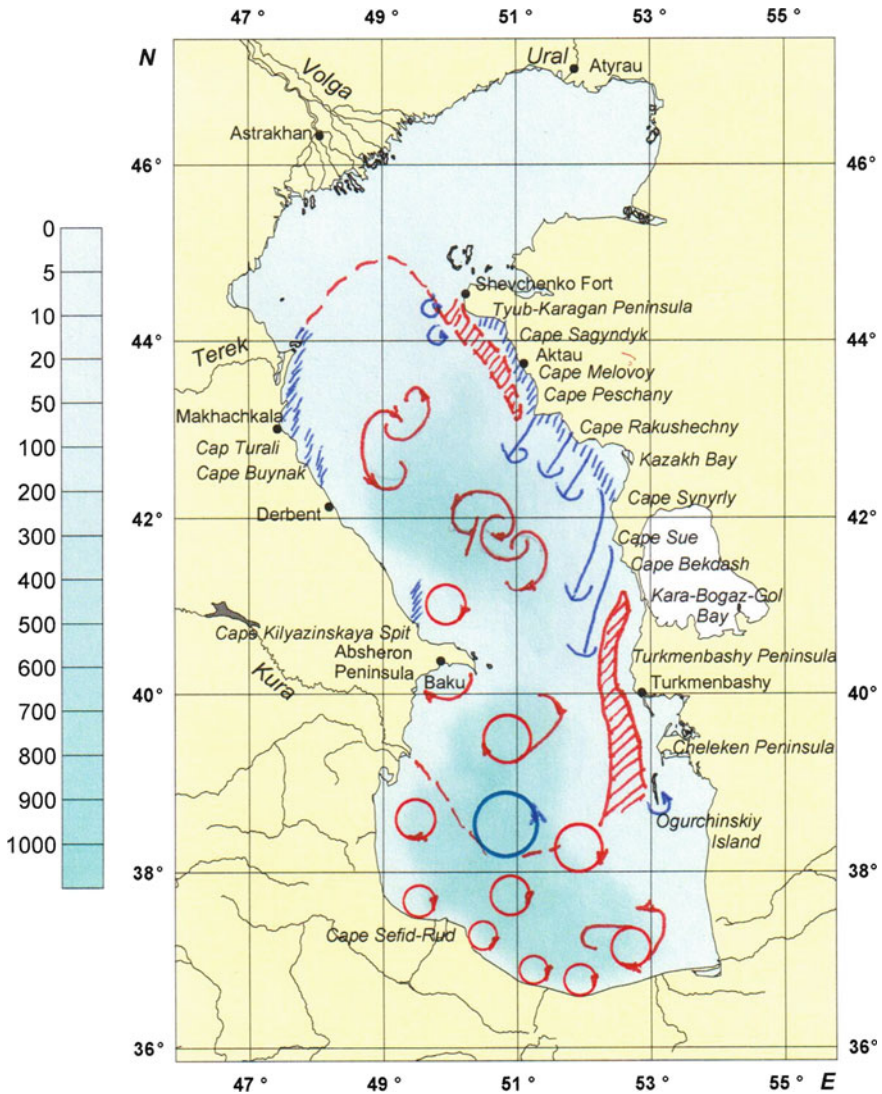 47 °
49 °
51 °
53 °
55 °
N
Volga
Ural
Atyrau
Astrakhan
46 °
46 °
0
5
10
20
50
100
200
300
400
500
600
700
800
900
1000
Shevchenko Fort
Tyub-Karagan Peninsula
44 °
44 °
Cape Sagyndyk
Terek
Aktau
Cape Melovoy
Cape Peschany
Makhachkala
Cape Rakushechny
Cap Turali
Kazakh Bay
Cape Buynak
Cape Synyrly
Derbent
42 °
42 °
Cape Sue
Cape Bekdash
Kara-Bogaz-Gol
Bay
Cape Kilyazinskaya Spit
Absheron
Peninsula
Turkmenbashy Peninsula
Kura
Baku
Turkmenbashy
40 °
40 °
Cheleken Peninsula
Ogurchinskiy
Island
38 °
38°
Cape Sefid-Rud
36 °
36 °
47 °
49 °
51 °
53 °
55 °
E